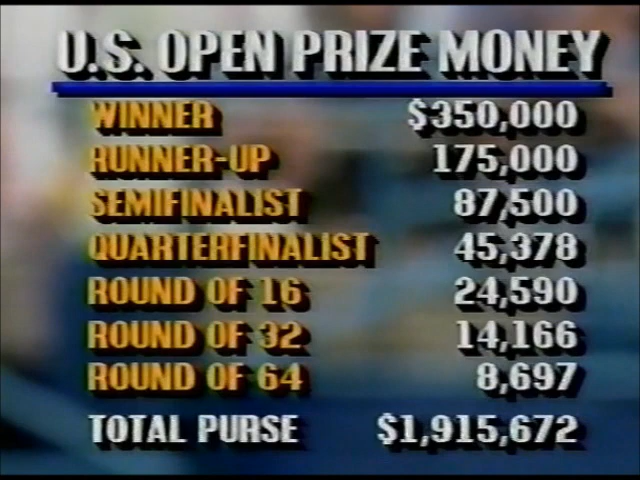 U.S. OPEN PRIZE MONEY
WINNER $350,000
RUNNER-UP 175,000
SEMIFINALIST 87,500
QUARTERFINALIST 45,378
ROUND OF 16 24,590
ROUND OF 32 14,166
ROUND OF 64 8,697
TOTAL PURSE $1,915,672